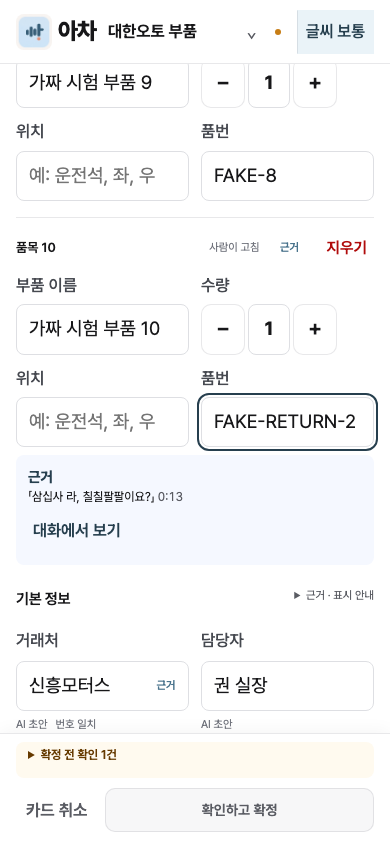 아차 대한오토 부품 글씨 보통
가짜 시험 부품 9 − 1 +
위치 품번
예: 운전석, 좌, 우 FAKE-8
품목 10 사람이 고침 근거 지우기
부품 이름 수량
가짜 시험 부품 10 − 1 +
위치 품번
예: 운전석, 좌, 우 FAKE-RETURN-2
근거
「삼십사 라, 칠칠팔팔이요?」 0:13
대화에서 보기
기본 정보 ▶ 근거 · 표시 안내
거래처 담당자
신흥모터스 근거 권 실장
AI 초안 번호 일치 AI 초안
▶ 확정 전 확인 1건
카드 취소 확인하고 확정